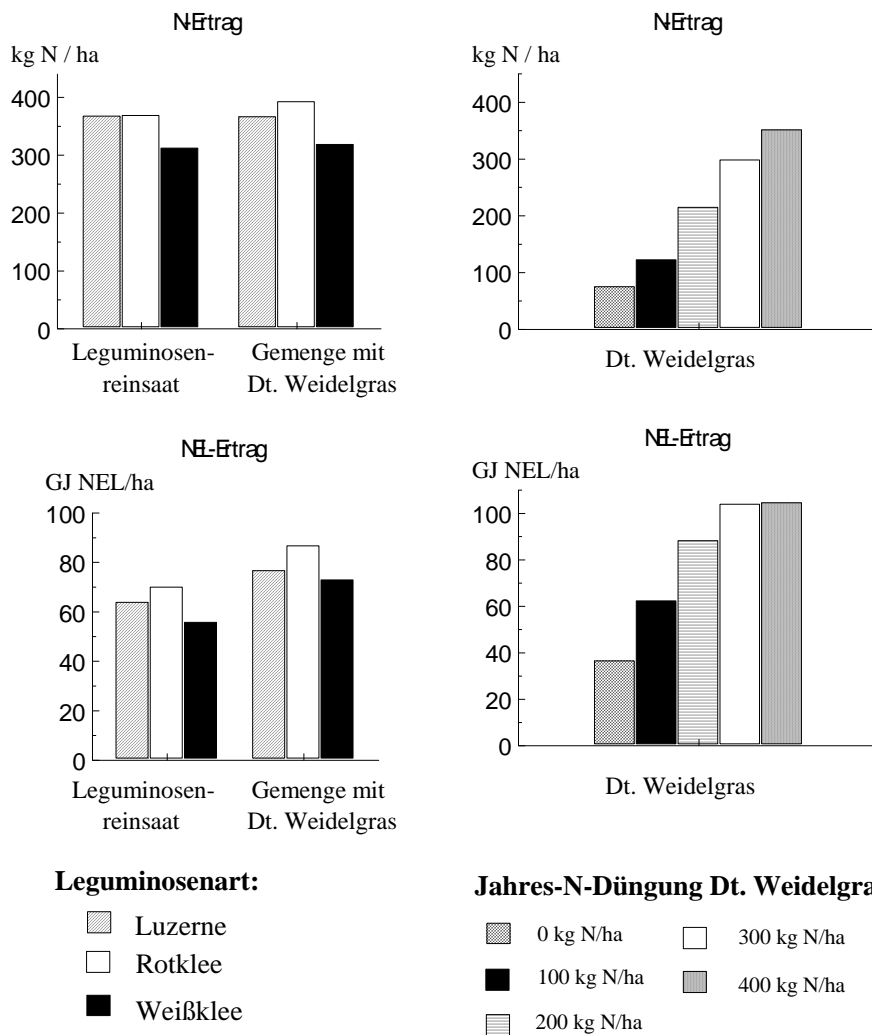 N-Ertrag
kg N / ha
400
300
200
100
0
Leguminosen-
reinsaat
Gemenge mit
Dt. Weidelgras
N-Ertrag
kg N / ha
400
300
200
100
0
Dt. Weidelgras
NEL-Ertrag
GJ NEL/ha
100
80
60
40
20
0
Leguminosen-
reinsaat
Gemenge mit
Dt. Weidelgras
NEL-Ertrag
GJ NEL/ha
100
80
60
40
20
0
Dt. Weidelgras
Leguminosenart:
Luzerne
Rotklee
Weißklee
Jahres-N-Düngung Dt. Weidelgra
0 kg N/ha
100 kg N/ha
200 kg N/ha
300 kg N/ha
400 kg N/ha